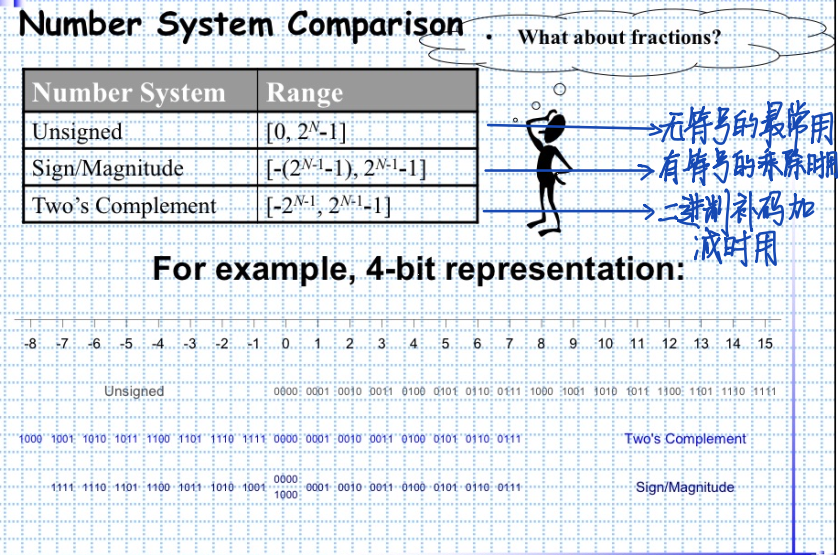 Number System Comparison
• What about fractions?
Number System Range
Unsigned [0, 2ᴺ-1]
Sign/Magnitude [-(2ᴺ⁻¹-1), 2ᴺ⁻¹-1]
Two's Complement [-2ᴺ⁻¹, 2ᴺ⁻¹-1]
无符号的最常用
有符号的乘除时用
二进制补码加
减时用
For example, 4-bit representation:
-8 -7 -6 -5 -4 -3 -2 -1 0 1 2 3 4 5 6 7 8 9 10 11 12 13 14 15
Unsigned 0000 0001 0010 0011 0100 0101 0110 0111 1000 1001 1010 1011 1100 1101 1110 1111
1000 1001 1010 1011 1100 1101 1110 1111 0000 0001 0010 0011 0100 0101 0110 0111 Two's Complement
1111 1110 1101 1100 1011 1010 1001 0000 0001 0010 0011 0100 0101 0110 0111 Sign/Magnitude
1000